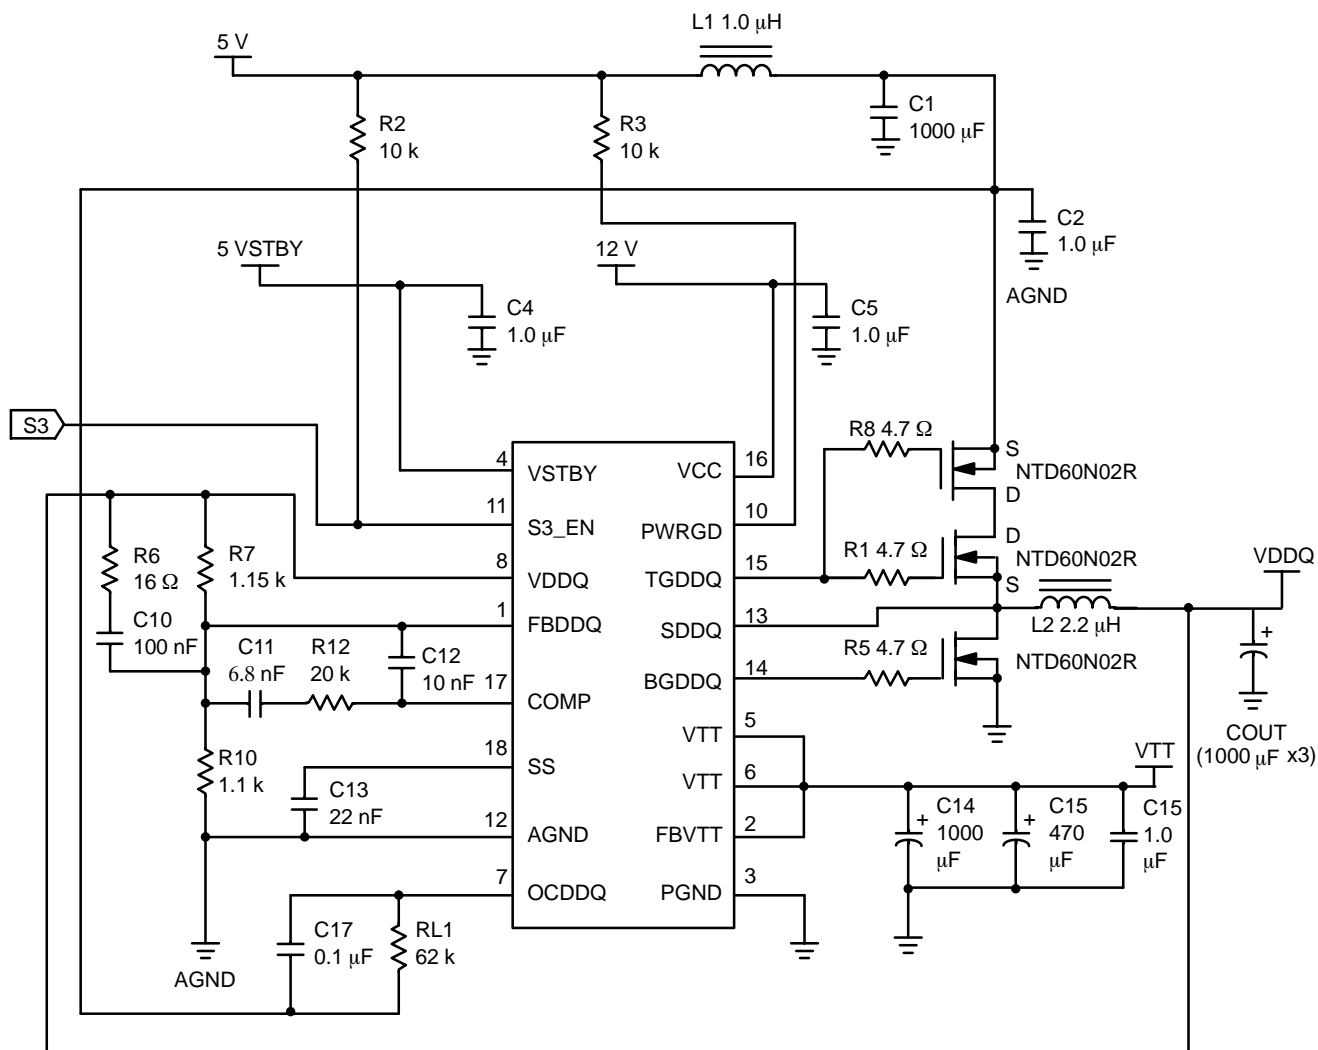 L1 1.0 μH
5 V
R2
10 k
R3
10 k
C1
1000 μF
C2
1.0 μF
AGND
5 VSTBY
12 V
C4
1.0 μF
C5
1.0 μF
S3
R8 4.7 Ω
S
NTD60N02R
D
4
VSTBY
VCC
16
11
S3_EN
PWRGD
10
D
R1 4.7 Ω
NTD60N02R
S
VDDQ
R6
16 Ω
R7
1.15 k
8
VDDQ
TGDDQ
15
L2 2.2 μH
+
C10
100 nF
1
FBDDQ
SDDQ
13
C11
6.8 nF
R12
20 k
C12
10 nF
17
COMP
BGDDQ
14
R5 4.7 Ω
NTD60N02R
COUT
(1000 μF x3)
R10
1.1 k
18
SS
VTT
5
VTT
C13
22 nF
VTT
6
12
AGND
FBVTT
2
+
C14
1000
μF
+
C15
470
μF
C15
1.0
μF
7
OCDDQ
PGND
3
C17
0.1 μF
RL1
62 k
AGND